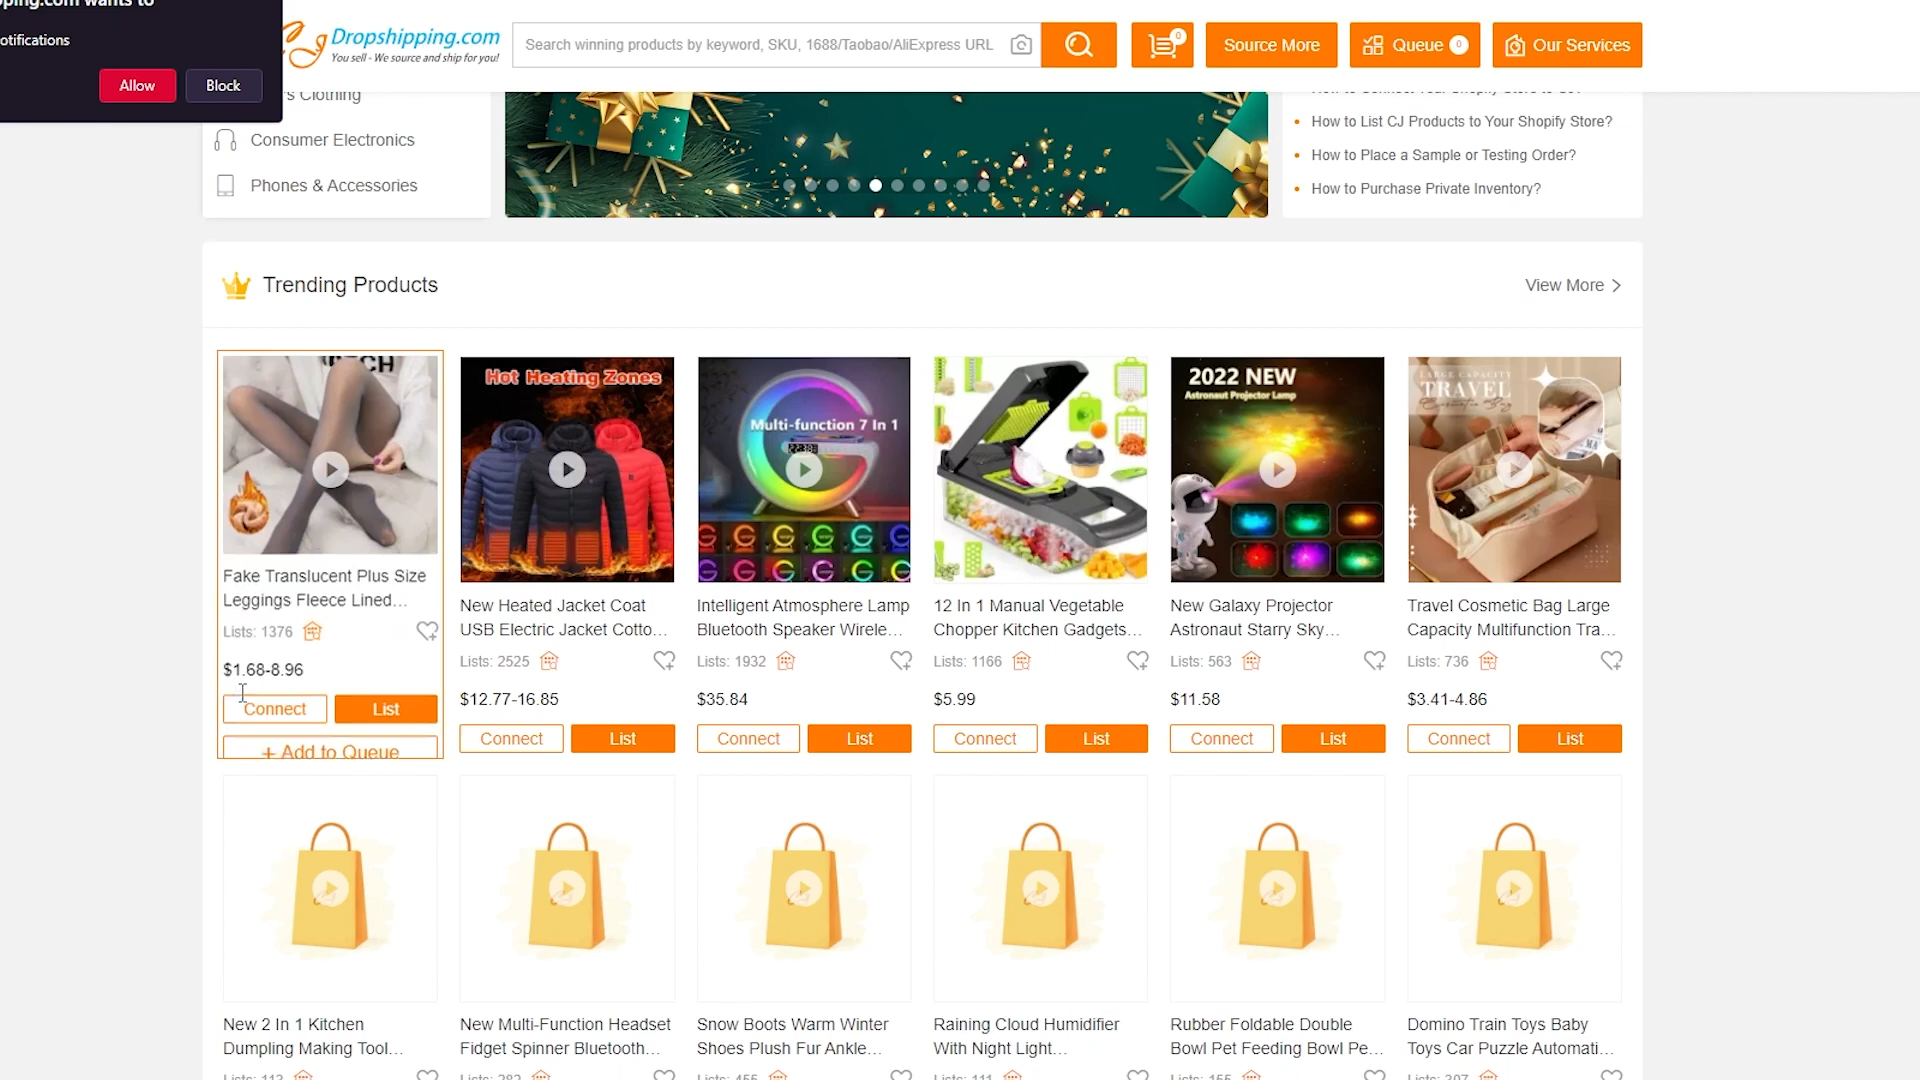 otifications
Allow
Block
Dropshipping.com
You sell - We source and ship for you!
Search winning products by keyword, SKU, 1688/Taobao/AliExpress URL
0
Source More
Queue 0
Our Services
's Clothing
Consumer Electronics
Phones & Accessories
How to List CJ Products to Your Shopify Store?
How to Place a Sample or Testing Order?
How to Purchase Private Inventory?
Trending Products
View More
Hot Heating Zones
Multi-function 7 In 1
2022 NEW
Astronaut Projector Lamp
LARGE CAPACITY
TRAVEL
Cosmetic Bag
Fake Translucent Plus Size
Leggings Fleece Lined...
Lists: 1376
$1.68-8.96
Connect
List
+ Add to Queue
New Heated Jacket Coat
USB Electric Jacket Cotto...
Lists: 2525
$12.77-16.85
Connect
List
Intelligent Atmosphere Lamp
Bluetooth Speaker Wirele...
Lists: 1932
$35.84
Connect
List
12 In 1 Manual Vegetable
Chopper Kitchen Gadgets...
Lists: 1166
$5.99
Connect
List
New Galaxy Projector
Astronaut Starry Sky...
Lists: 563
$11.58
Connect
List
Travel Cosmetic Bag Large
Capacity Multifunction Tra...
Lists: 736
$3.41-4.86
Connect
List
New 2 In 1 Kitchen
Dumpling Making Tool...
New Multi-Function Headset
Fidget Spinner Bluetooth...
Snow Boots Warm Winter
Shoes Plush Fur Ankle...
Raining Cloud Humidifier
With Night Light...
Rubber Foldable Double
Bowl Pet Feeding Bowl Pe...
Domino Train Toys Baby
Toys Car Puzzle Automati...